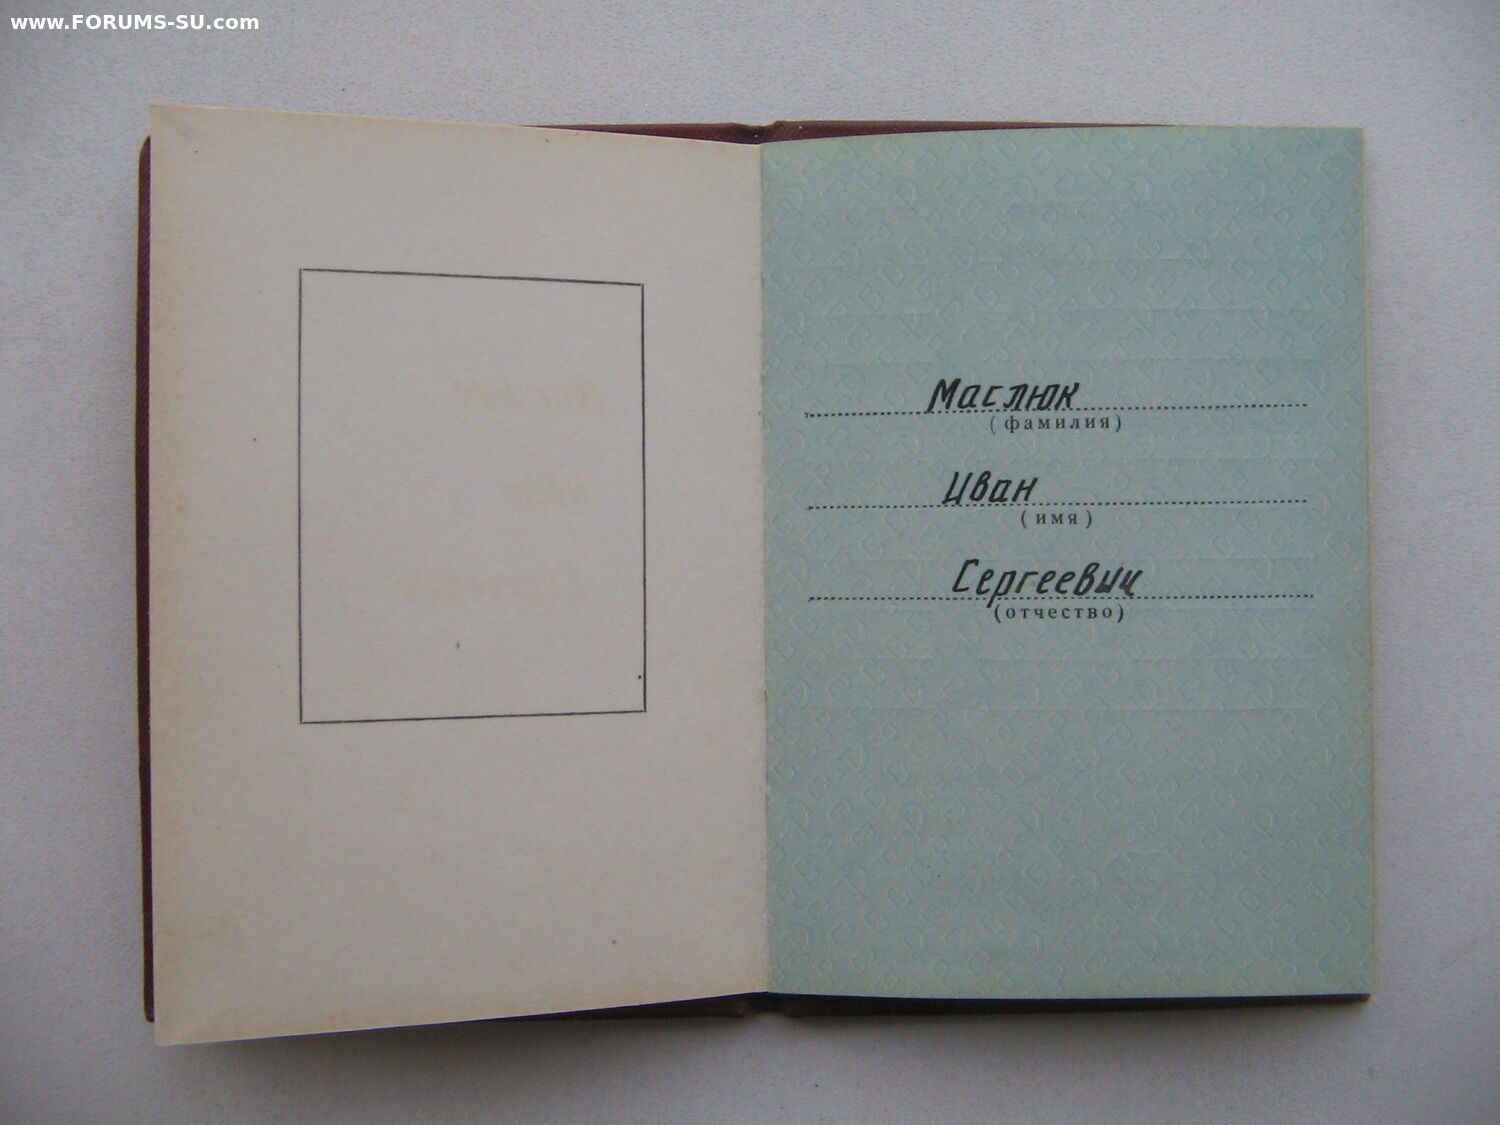 www.FORUMS-SU.com
Маслюк
(фамилия)
Иван
(имя)
Сергеевич
(отчество)